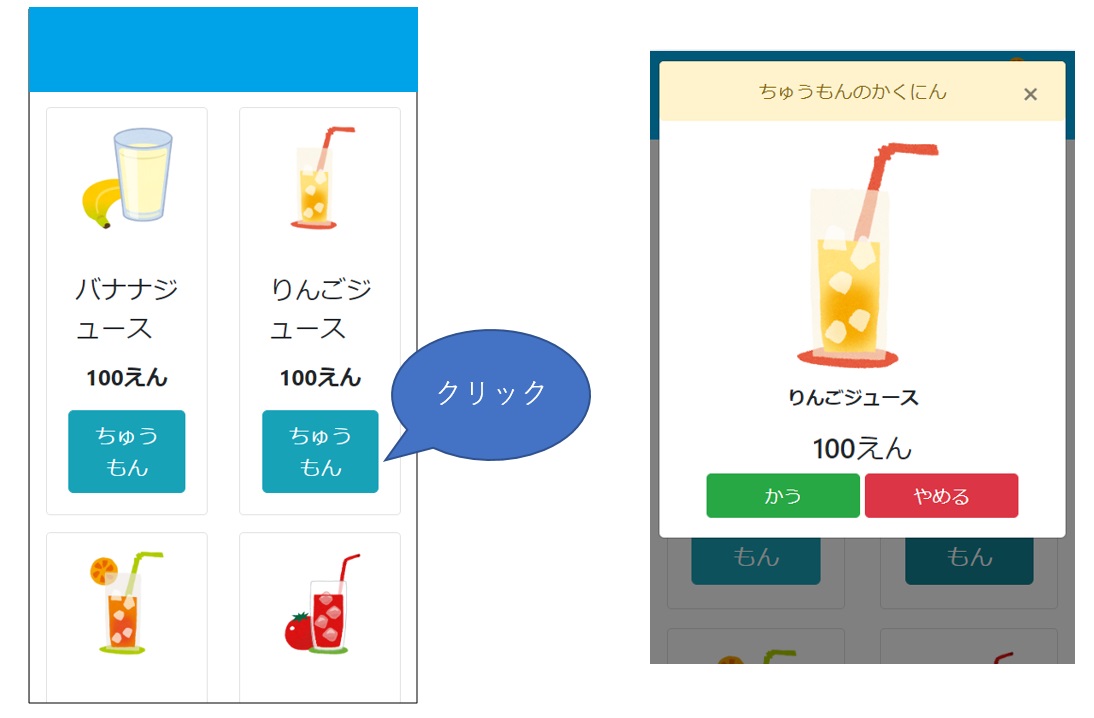 バナナジ
ュース
100えん
ちゅう
もん
りんごジ
ュース
100えん
ちゅう
もん
クリック
ちゅうもんのかくにん ×
りんごジュース
100えん
かう やめる
もん もん